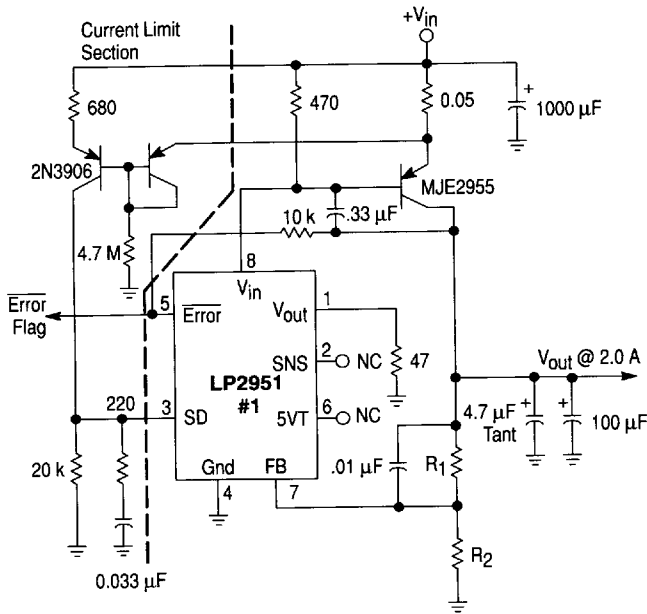 Current Limit
Section
+Vin
680
470
0.05
+
1000 µF
2N3906
MJE2955
10 k
.33 µF
4.7 M
8
Vin
5
Error
Error
Flag
Vout
1
47
SNS
2
NC
LP2951
#1
Vout @ 2.0 A
220
3
SD
5VT
6
NC
4.7 µF
Tant
+
+
100 µF
20 k
Gnd
FB
4
7
.01 µF
R1
R2
0.033 µF